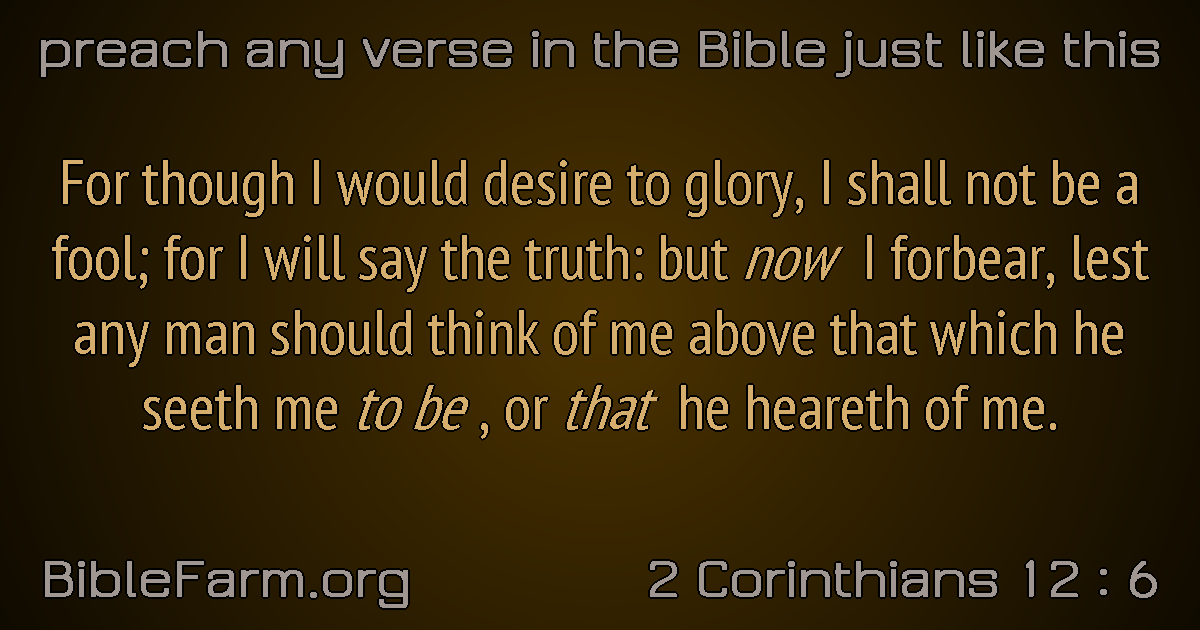 preach any verse in the Bible just like this
For though I would desire to glory, I shall not be a
fool; for I will say the truth: but now I forbear, lest
any man should think of me above that which he
seeth me to be , or that he heareth of me.
BibleFarm.org
2 Corinthians 12 : 6